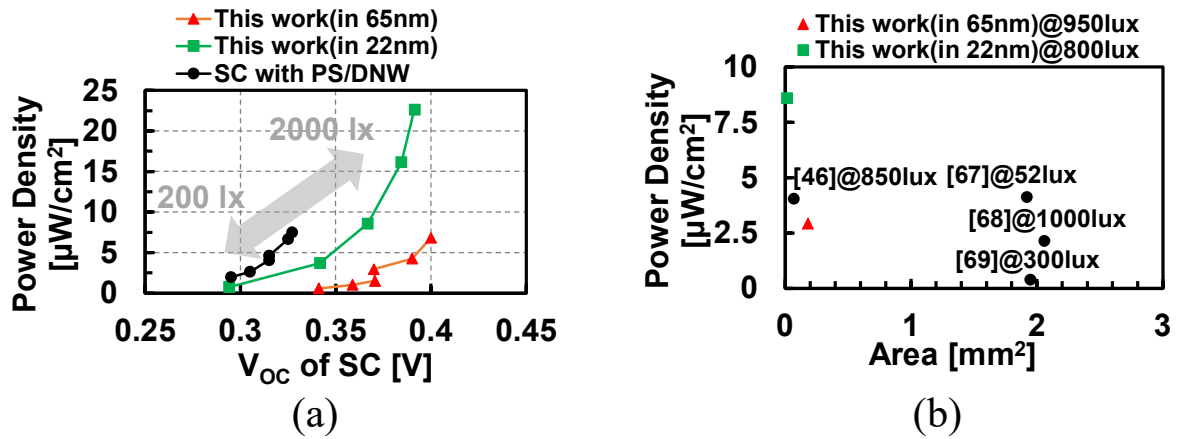 This work(in 65nm)
This work(in 22nm)
SC with PS/DNW
Power Density
[µW/cm²]
25
20
15
10
5
0
2000 lx
200 lx
0.25 0.3 0.35 0.4 0.45
V_OC of SC [V]
(a)
This work(in 65nm)@950lux
This work(in 22nm)@800lux
Power Density
[µW/cm²]
10
7.5
5
2.5
0
[46]@850lux [67]@52lux
[68]@1000lux
[69]@300lux
0 1 2 3
Area [mm²]
(b)